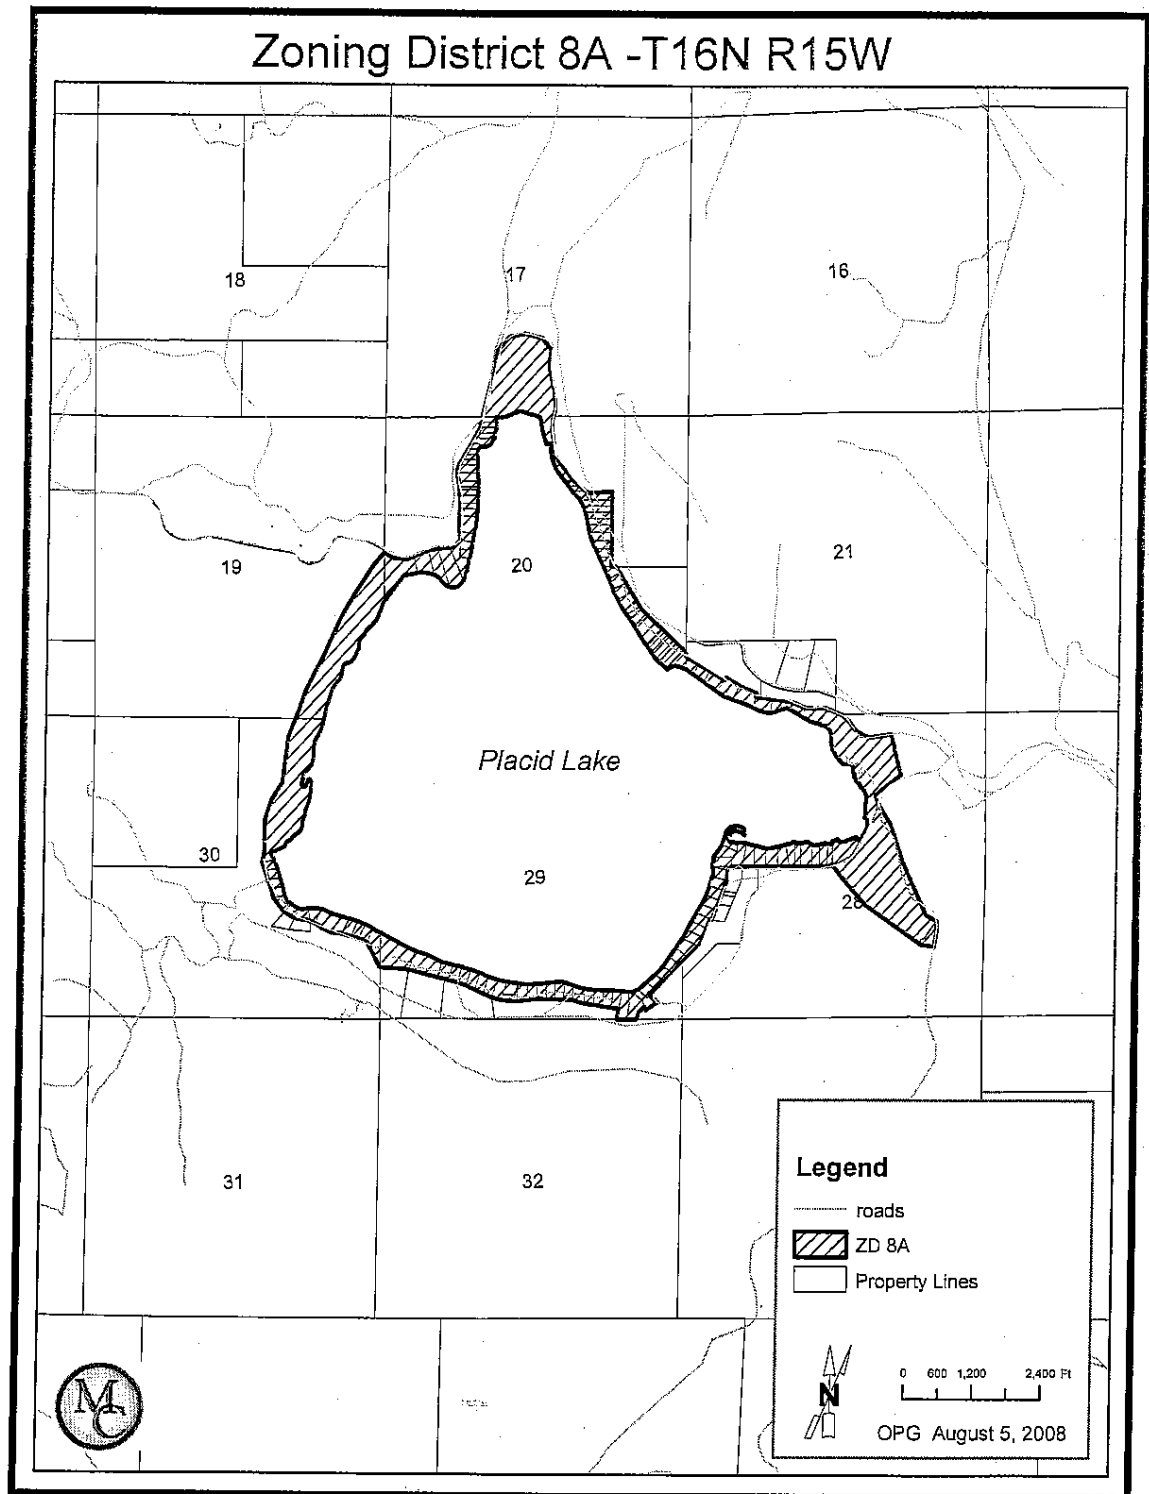 Zoning District 8A -T16N R15W
18
17
16
19
20
21
Placid Lake
30
29
28
31
32
Legend
roads
ZD 8A
Property Lines
N
0 600 1,200 2,400 Ft
OPG August 5, 2008
MC